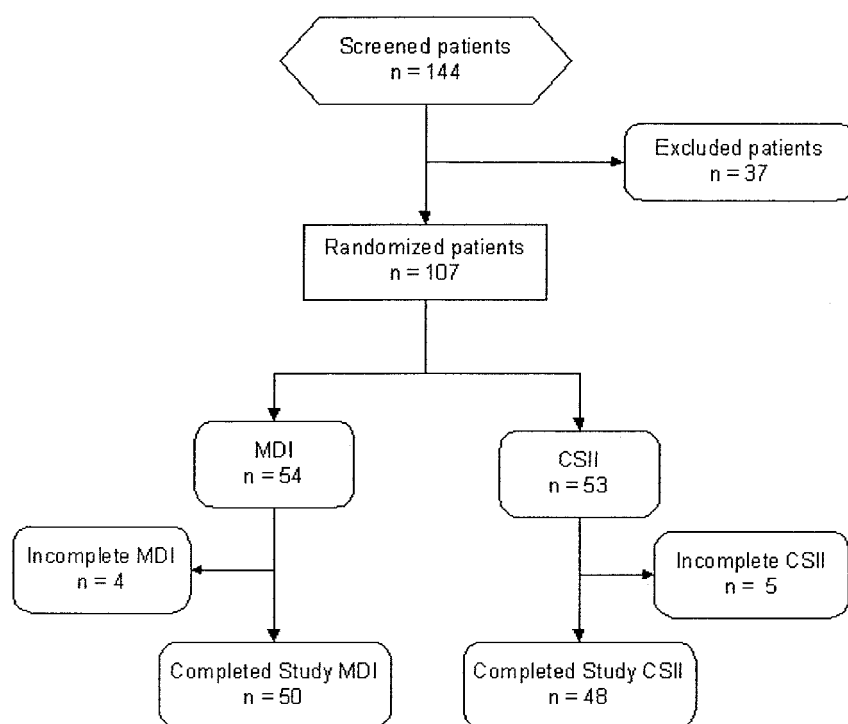 Screened patients
n = 144
Excluded patients
n = 37
Randomized patients
n = 107
MDI
n = 54
CSII
n = 53
Incomplete MDI
n = 4
Incomplete CSII
n = 5
Completed Study MDI
n = 50
Completed Study CSII
n = 48